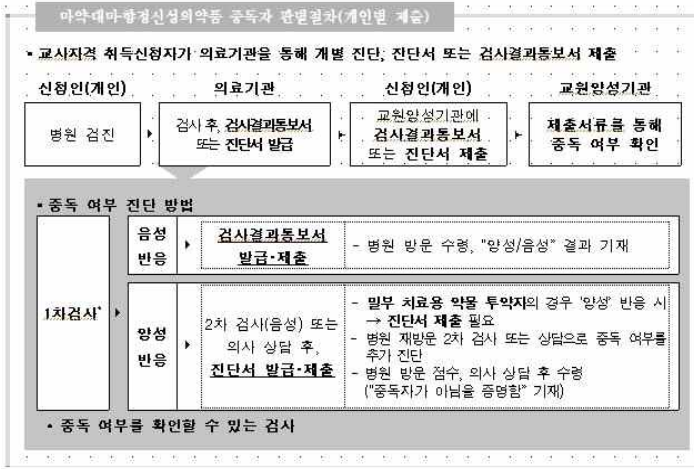 마약대마향정신성의약품 중독자 판별절차(개인별 제출)
▪ 교사자격 취득신청자가 의료기관을 통해 개별 진단, 진단서 또는 검사결과통보서 제출
신청인(개인)
의료기관
신청인(개인)
교원양성기관
병원 검진
검사 후, 검사결과통보서
또는 진단서 발급
교원양성기관에
검사결과통보서
또는 진단서 제출
제출서류를 통해
중독 여부 확인
▪ 중독 여부 진단 방법
1차검사*
음성
반응
검사결과통보서
발급·제출
- 병원 방문 수령, "양성/음성" 결과 기재
양성
반응
2차 검사(음성) 또는
의사 상담 후,
진단서 발급·제출
- 일부 치료용 약물 투약자의 경우 '양성' 반응 시
→ 진단서 제출 필요
- 병원 재방문 2차 검사 또는 상담으로 중독 여부를
추가 진단
- 병원 방문 접수, 의사 상담 후 수령
("중독자가 아님을 증명함" 기재)
▪ 중독 여부를 확인할 수 있는 검사